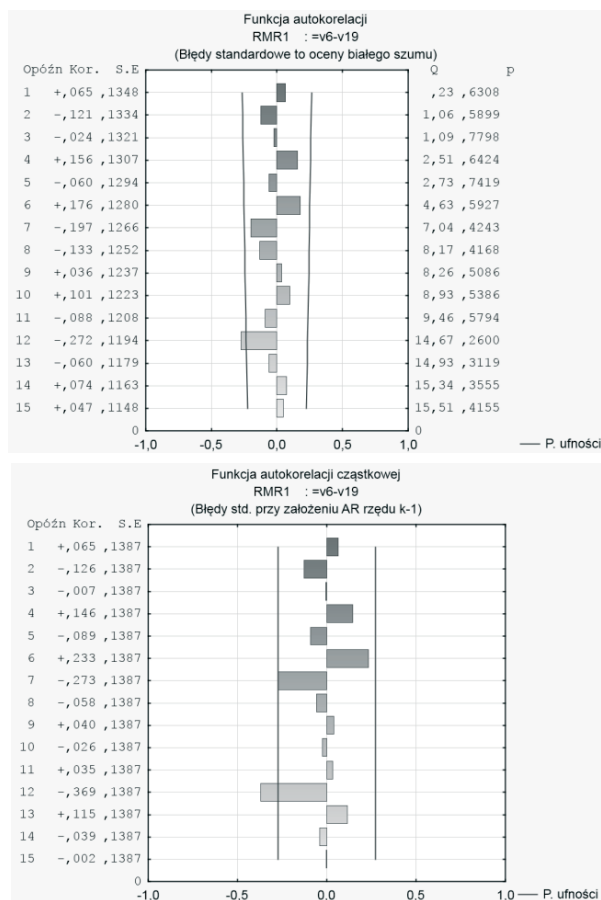 Funkcja autokorelacji
RMR1 : =v6-v19
(Błędy standardowe to oceny białego szumu)
Opóźn Kor. S.E Q p
1 +,065 ,1348 ,23 ,6308
2 -,121 ,1334 1,06 ,5899
3 -,024 ,1321 1,09 ,7798
4 +,156 ,1307 2,51 ,6424
5 -,060 ,1294 2,73 ,7419
6 +,176 ,1280 4,63 ,5927
7 -,197 ,1266 7,04 ,4243
8 -,133 ,1252 8,17 ,4168
9 +,036 ,1237 8,26 ,5086
10 +,101 ,1223 8,93 ,5386
11 -,088 ,1208 9,46 ,5794
12 -,272 ,1194 14,67 ,2600
13 -,060 ,1179 14,93 ,3119
14 +,074 ,1163 15,34 ,3555
15 +,047 ,1148 15,51 ,4155
0 0
-1,0 -0,5 0,0 0,5 1,0 P. ufności
Funkcja autokorelacji cząstkowej
RMR1 : =v6-v19
(Błędy std. przy założeniu AR rzędu k-1)
Opóźn Kor. S.E
1 +,065 ,1387
2 -,126 ,1387
3 -,007 ,1387
4 +,146 ,1387
5 -,089 ,1387
6 +,233 ,1387
7 -,273 ,1387
8 -,058 ,1387
9 +,040 ,1387
10 -,026 ,1387
11 +,035 ,1387
12 -,369 ,1387
13 +,115 ,1387
14 -,039 ,1387
15 -,002 ,1387
0
-1,0 -0,5 0,0 0,5 1,0 P. ufności